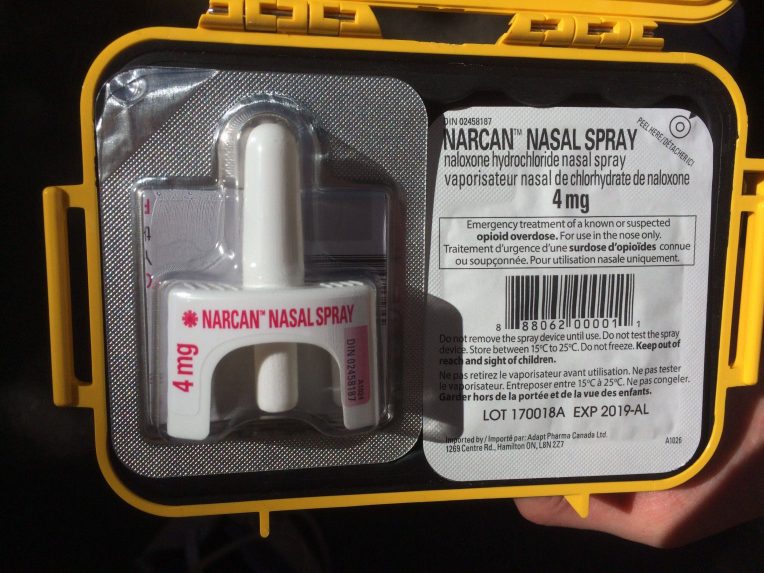 NARCAN™ NASAL SPRAY
4 mg
DIN 02458187
A1008
DIN 02458187
PEEL HERE/DÉTACHER ICI
NARCAN™ NASAL SPRAY
naloxone hydrochloride nasal spray
vaporisateur nasal de chlorhydrate de naloxone
4 mg
Emergency treatment of a known or suspected
opioid overdose. For use in the nose only.
Traitement d'urgence d'une surdose d'opioïdes connue
ou soupçonnée. Pour utilisation nasale uniquement.
8 88062 00001 1
Do not remove the spray device until use. Do not test the spray
device. Store between 15°C to 25°C. Do not freeze. Keep out of
reach and sight of children.
Ne pas retirez le vaporisateur avant utilisation. Ne pas tester
le vaporisateur. Entreposer entre 15°C à 25°C. Ne pas congeler.
Garder hors de la portée et de la vue des enfants.
LOT 170018A EXP 2019-AL
Imported by / Importé par: Adapt Pharma Canada Ltd.
1269 Centre Rd., Hamilton ON, L8N 2Z7
A1026